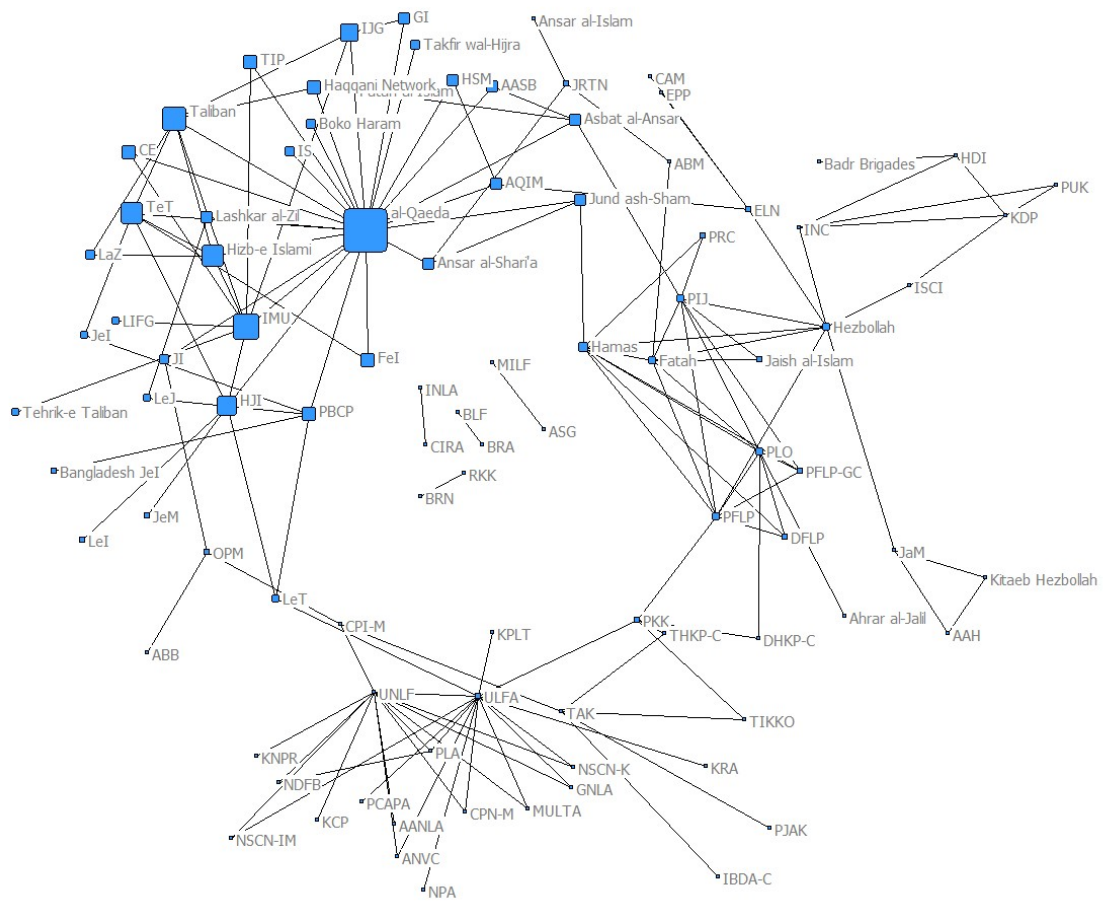 GI
Ansar al-Islam
IJG
Takfir wal-Hijra
TIP
HSM
AASB
JRTN
CAM
EPP
Haqqani Network
Fatah al-Islam
Taliban
Boko Haram
Asbat al-Ansar
CE
IS
ABM
HDI
Badr Brigades
AQIM
PUK
Jund ash-Sham
ELN
TeT
Lashkar al-Zil
al-Qaeda
KDP
INC
PRC
Hizb-e Islami
LaZ
Ansar al-Shari'a
ISCI
PIJ
LIFG
IMU
Hezbollah
JeI
Hamas
JI
FeI
Fatah
Jaish al-Islam
MILF
INLA
LeJ
HJI
PBCP
Tehrik-e Taliban
BLF
ASG
CIRA
BRA
PLO
Bangladesh JeI
RKK
PFLP-GC
BRN
JeM
PFLP
LeI
DFLP
OPM
JaM
Kitaeb Hezbollah
LeT
Ahrar al-Jalil
CPI-M
PKK
KPLT
THKP-C
DHKP-C
AAH
ABB
UNLF
ULFA
TAK
TIKKO
KNPR
PLA
NSCN-K
KRA
NDFB
GNLA
PCAPA
CPN-M
MULTA
KCP
AANLA
PJAK
NSCN-IM
ANVC
IBDA-C
NPA